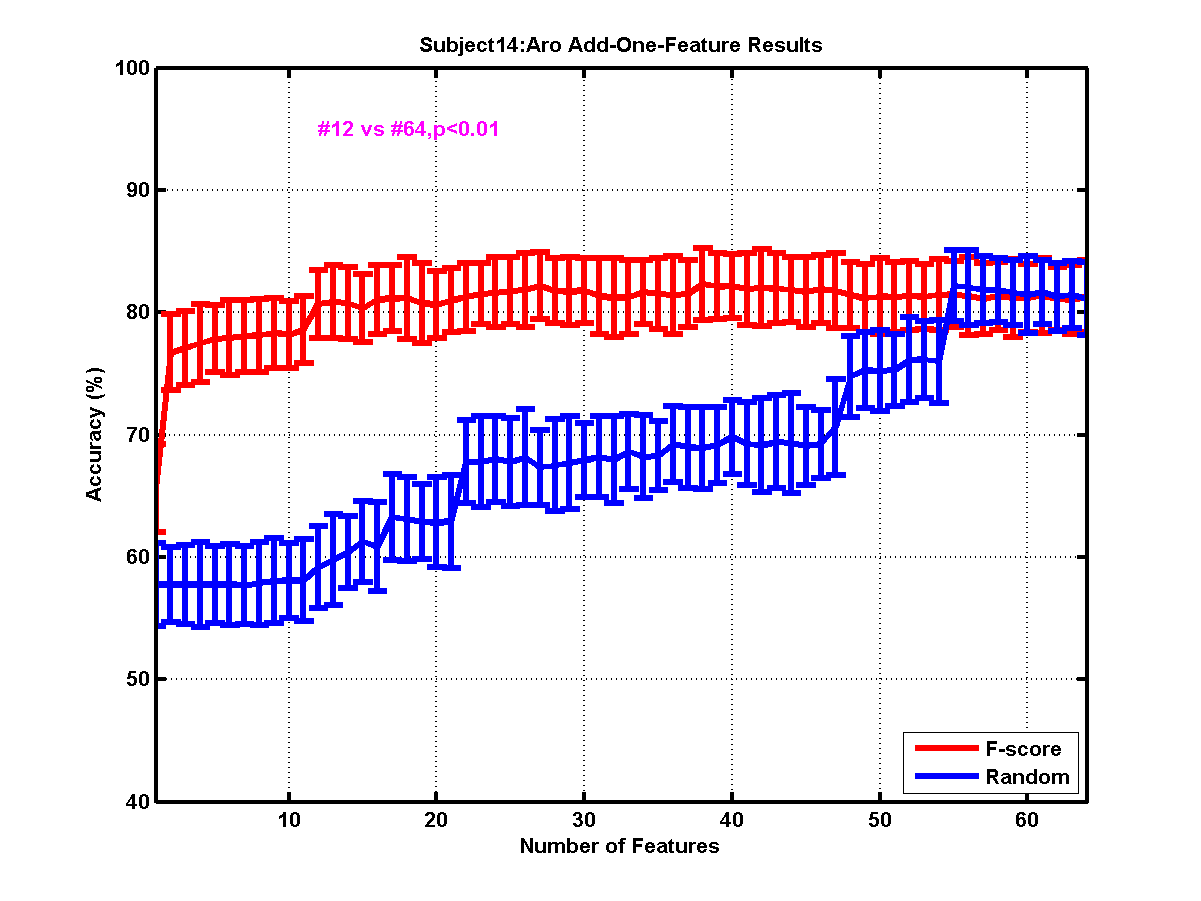 Subject14:Aro Add-One-Feature Results
100
#12 vs #64,p<0.01
90
80
70
60
50
40
Accuracy (%)
F-score
Random
10 20 30 40 50 60
Number of Features